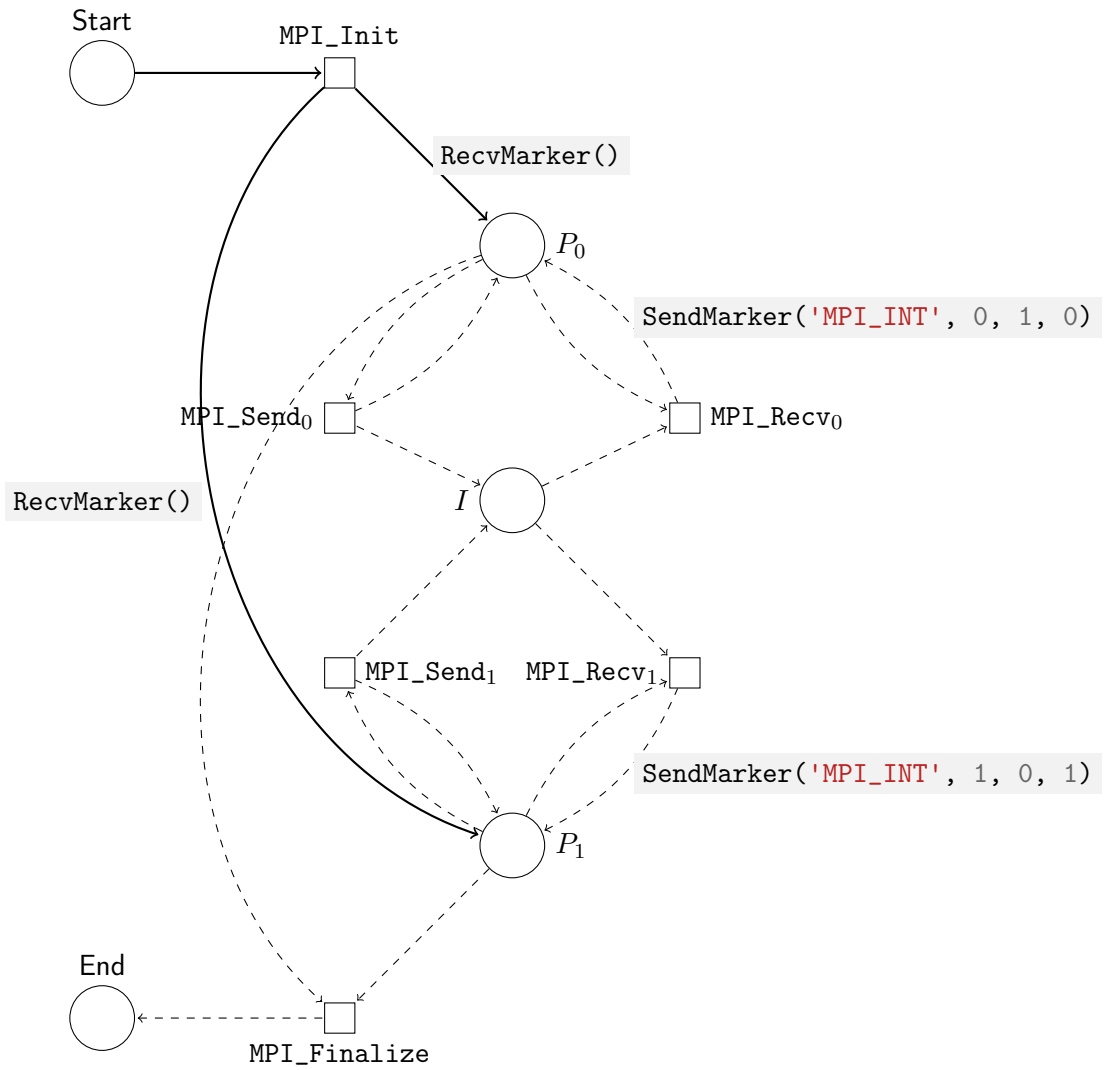 Start
MPI_Init
RecvMarker()
P₀
SendMarker('MPI_INT', 0, 1, 0)
MPI_Send₀
MPI_Recv₀
RecvMarker()
I
MPI_Send₁
MPI_Recv₁
SendMarker('MPI_INT', 1, 0, 1)
P₁
End
MPI_Finalize